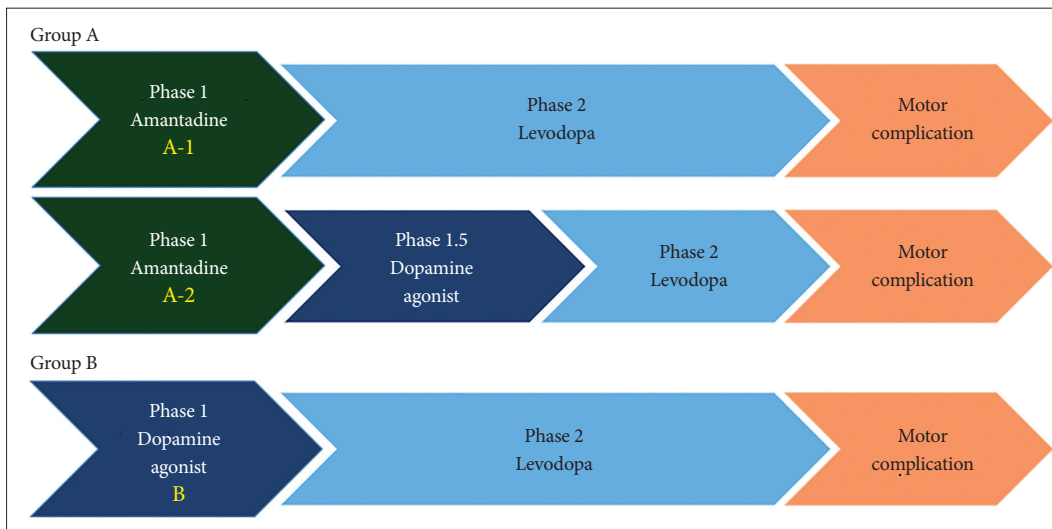 Group A
Phase 1
Amantadine
A-1
Phase 2
Levodopa
Motor
complication
Phase 1
Amantadine
A-2
Phase 1.5
Dopamine
agonist
Phase 2
Levodopa
Motor
complication
Group B
Phase 1
Dopamine
agonist
B
Phase 2
Levodopa
Motor
complication